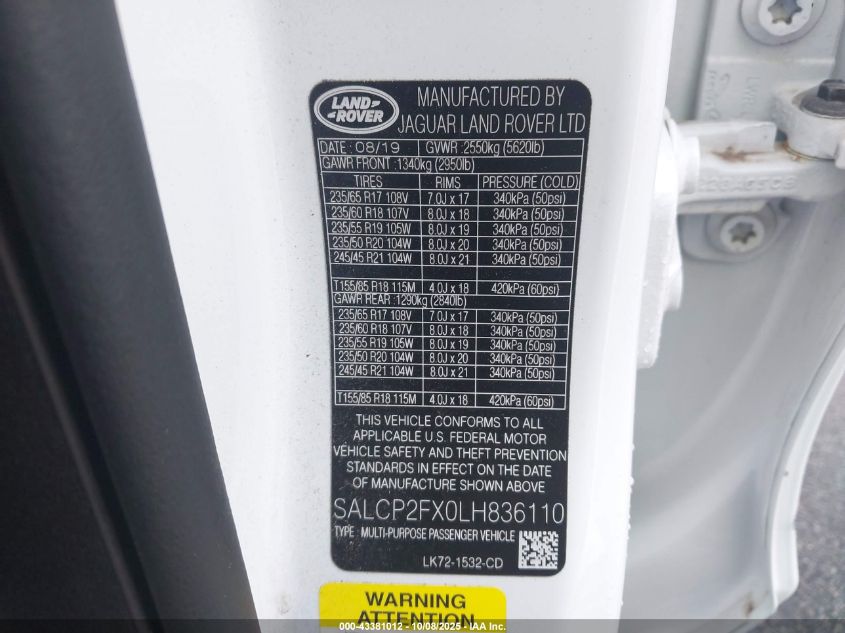 LAND-
-ROVER
MANUFACTURED BY
JAGUAR LAND ROVER LTD
DATE : 08/19 GVWR : 2550kg (5620lb)
GAWR FRONT : 1340kg (2950lb)
TIRES RIMS PRESSURE (COLD)
235/65 R17 108V 7.0J x 17 340kPa (50psi)
235/60 R18 107V 8.0J x 18 340kPa (50psi)
235/55 R19 105W 8.0J x 19 340kPa (50psi)
235/50 R20 104W 8.0J x 20 340kPa (50psi)
245/45 R21 104W 8.0J x 21 340kPa (50psi)
T155/85 R18 115M 4.0J x 18 420kPa (60psi)
GAWR REAR : 1290kg (2840lb)
235/65 R17 108V 7.0J x 17 340kPa (50psi)
235/60 R18 107V 8.0J x 18 340kPa (50psi)
235/55 R19 105W 8.0J x 19 340kPa (50psi)
235/50 R20 104W 8.0J x 20 340kPa (50psi)
245/45 R21 104W 8.0J x 21 340kPa (50psi)
T155/85 R18 115M 4.0J x 18 420kPa (60psi)
THIS VEHICLE CONFORMS TO ALL
APPLICABLE U.S. FEDERAL MOTOR
VEHICLE SAFETY AND THEFT PREVENTION
STANDARDS IN EFFECT ON THE DATE
OF MANUFACTURE SHOWN ABOVE
SALCP2FX0LH836110
TYPE : MULTI-PURPOSE PASSENGER VEHICLE
LK72-1532-CD
WARNING
ATTENTION
000-43381012 - 10/08/2025 - IAA Inc.